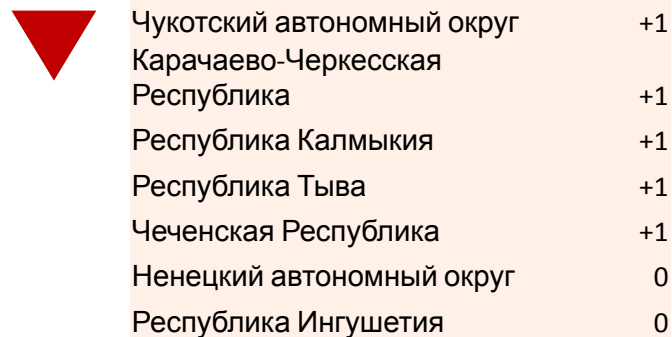 Чукотский автономный округ +1
Карачаево-Черкесская
Республика +1
Республика Калмыкия +1
Республика Тыва +1
Чеченская Республика +1
Ненецкий автономный округ 0
Республика Ингушетия 0